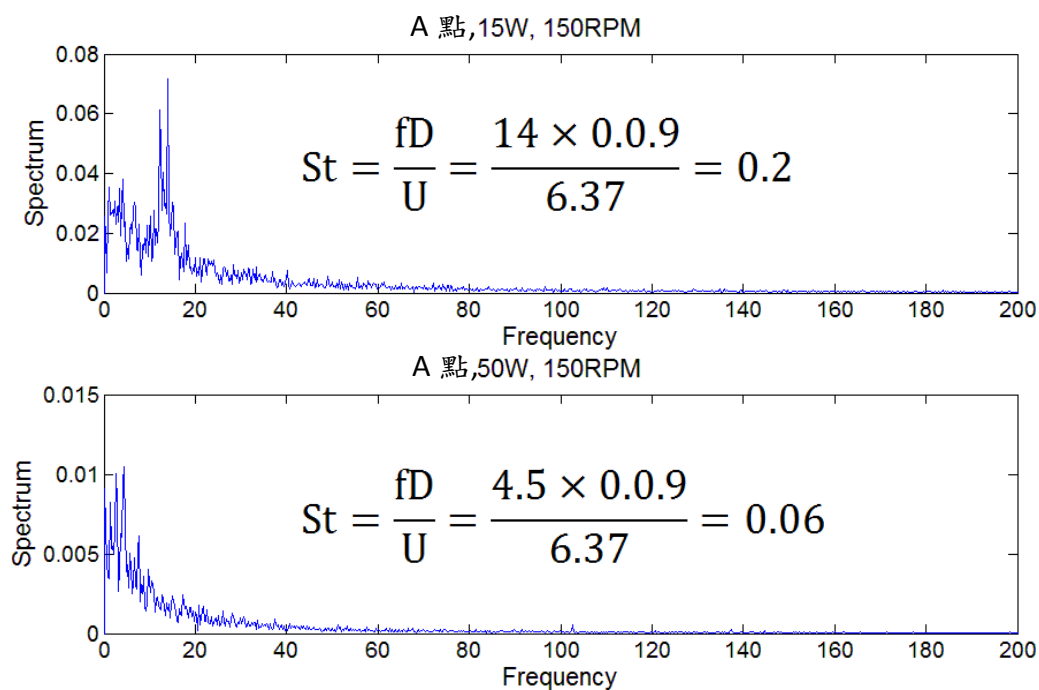 A 點,15W, 150RPM
0.08
0.06
0.04
0.02
0
Spectrum
St = fD/U = 14 × 0.0.9/6.37 = 0.2
0 20 40 60 80 100 120 140 160 180 200
Frequency
A 點,50W, 150RPM
0.015
0.01
0.005
0
Spectrum
St = fD/U = 4.5 × 0.0.9/6.37 = 0.06
0 20 40 60 80 100 120 140 160 180 200
Frequency